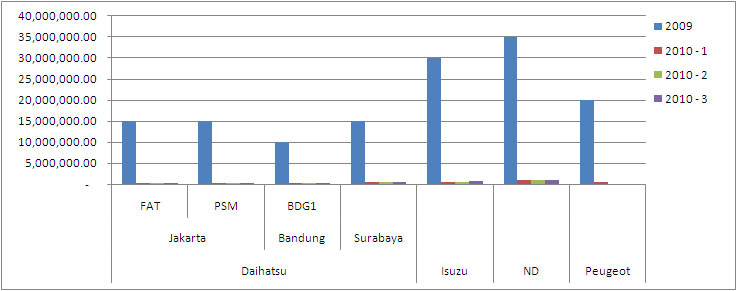 40,000,000.00
35,000,000.00
30,000,000.00
25,000,000.00
20,000,000.00
15,000,000.00
10,000,000.00
5,000,000.00
-
2009
2010 - 1
2010 - 2
2010 - 3
FAT PSM BDG1
Jakarta Bandung Surabaya
Daihatsu Isuzu ND Peugeot